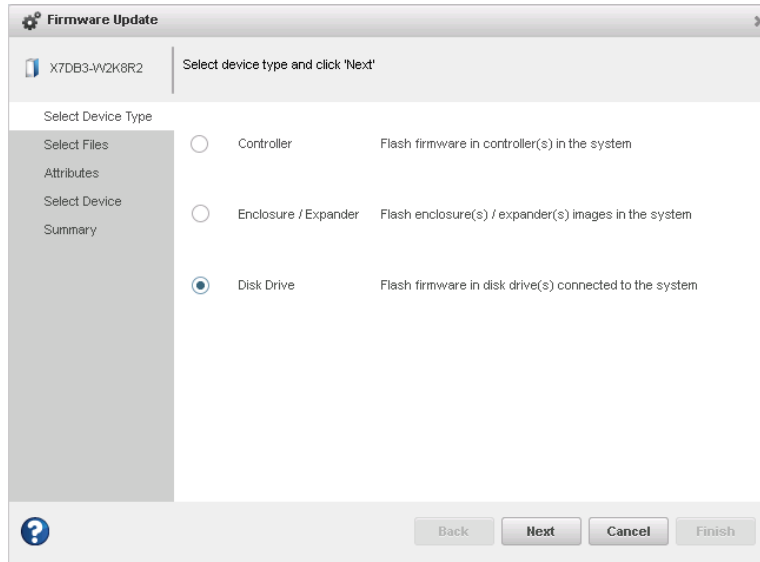 Firmware Update
X7DB3-W2K8R2
Select device type and click 'Next'
Select Device Type
Select Files
Attributes
Select Device
Summary
Controller Flash firmware in controller(s) in the system
Enclosure / Expander Flash enclosure(s) / expander(s) images in the system
Disk Drive Flash firmware in disk drive(s) connected to the system
? Back Next Cancel Finish